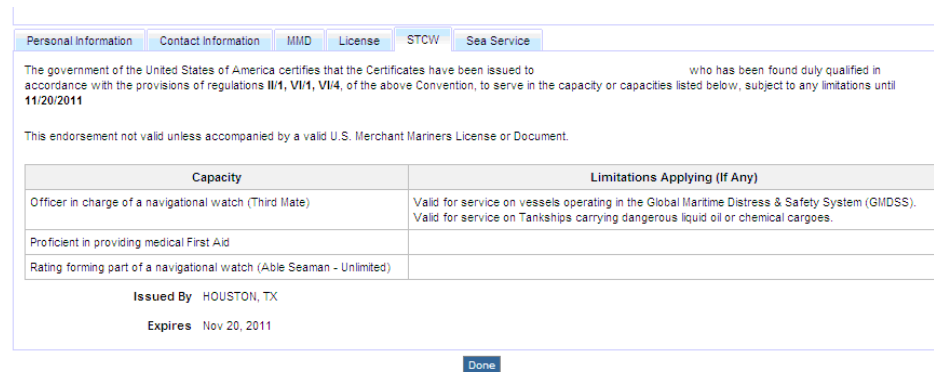 Personal Information Contact Information MMD License STCW Sea Service
The government of the United States of America certifies that the Certificates have been issued to who has been found duly qualified in
accordance with the provisions of regulations II/1, VI/1, VI/4, of the above Convention, to serve in the capacity or capacities listed below, subject to any limitations until
11/20/2011
This endorsement not valid unless accompanied by a valid U.S. Merchant Mariners License or Document.
Capacity Limitations Applying (If Any)
Officer in charge of a navigational watch (Third Mate) Valid for service on vessels operating in the Global Maritime Distress & Safety System (GMDSS).
Valid for service on Tankships carrying dangerous liquid oil or chemical cargoes.
Proficient in providing medical First Aid
Rating forming part of a navigational watch (Able Seaman - Unlimited)
Issued By HOUSTON, TX
Expires Nov 20, 2011
Done